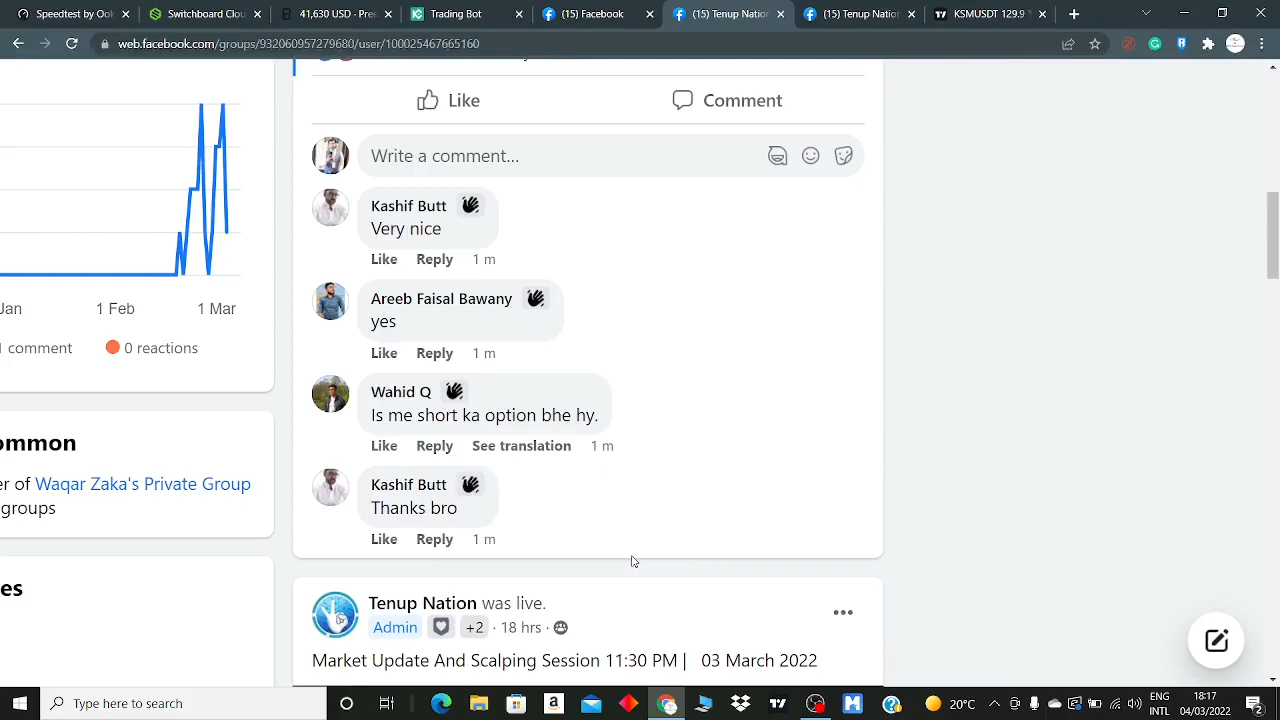 (15) Facebook
(15) Tenup Nation
(15) Tenup Nation
KSMUSDT 129.9
Speedtest by Ook
Switchboard Clou
41,630 USD - Pree
Trading Bot
web.facebook.com/groups/932060957279680/user/100025467665160
Like
Comment
Write a comment...
Kashif Butt
Very nice
Like Reply 1 m
Areeb Faisal Bawany
yes
Like Reply 1 m
Wahid Q
Is me short ka option bhe hy.
Like Reply See translation 1 m
Kashif Butt
Thanks bro
Like Reply 1 m
Jan 1 Feb 1 Mar
comment 0 reactions
ommon
er of Waqar Zaka's Private Group
groups
es
Tenup Nation was live.
Admin +2 · 18 hrs ·
Market Update And Scalping Session 11:30 PM | 03 March 2022
Type here to search
20°C
ENG
INTL
18:17
04/03/2022
2